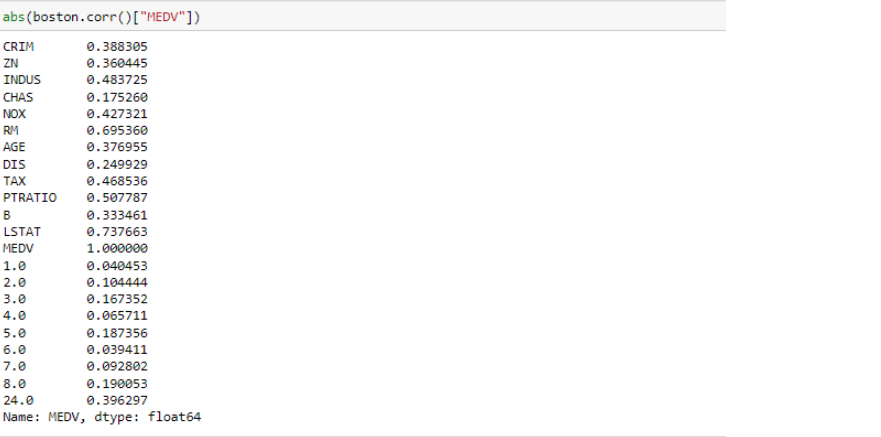 abs(boston.corr()["MEDV"])
CRIM 0.388305
ZN 0.360445
INDUS 0.483725
CHAS 0.175260
NOX 0.427321
RM 0.695360
AGE 0.376955
DIS 0.249929
TAX 0.468536
PTRATIO 0.507787
B 0.333461
LSTAT 0.737663
MEDV 1.000000
1.0 0.040453
2.0 0.104444
3.0 0.167352
4.0 0.065711
5.0 0.187356
6.0 0.039411
7.0 0.092802
8.0 0.190053
24.0 0.396297
Name: MEDV, dtype: float64